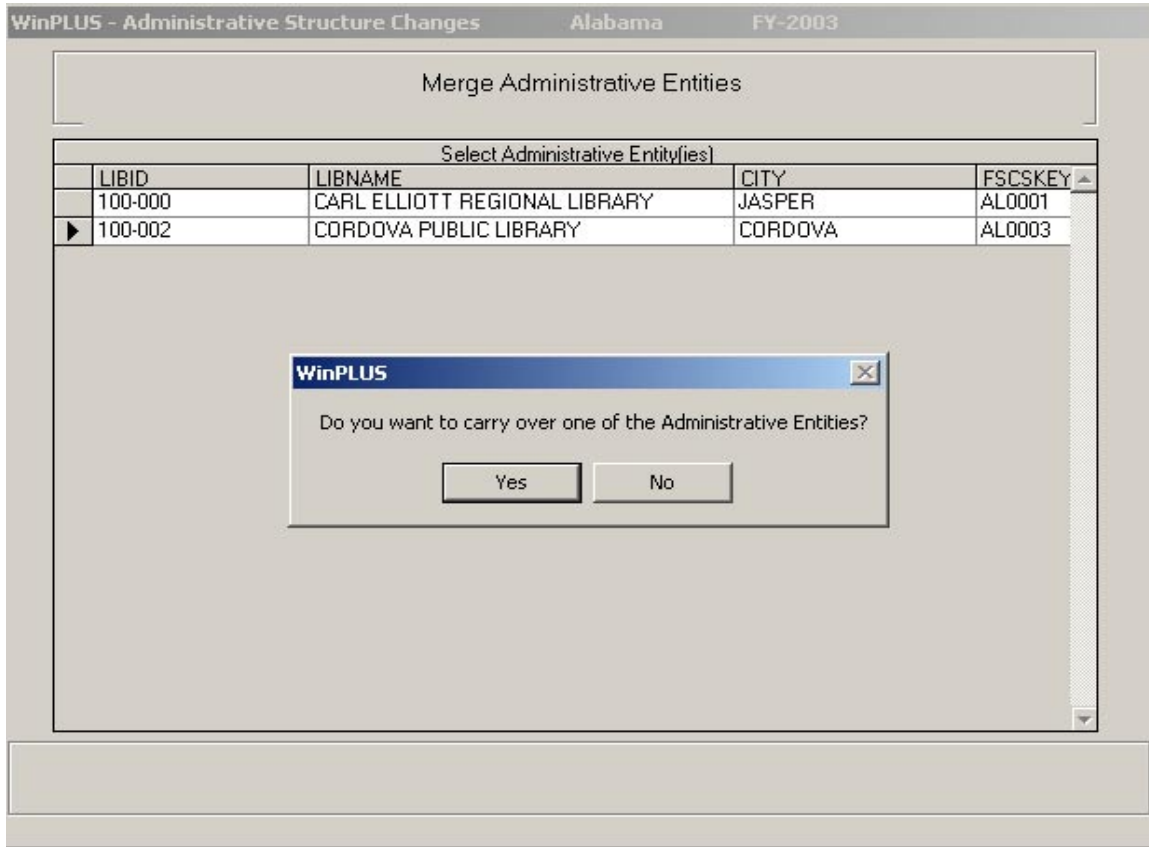 WinPLUS - Administrative Structure Changes Alabama FY-2003
Merge Administrative Entities
Select Administrative Entity(ies)
LIBID LIBNAME CITY FSCSKEY
100-000 CARL ELLIOTT REGIONAL LIBRARY JASPER AL0001
100-002 CORDOVA PUBLIC LIBRARY CORDOVA AL0003
WinPLUS
Do you want to carry over one of the Administrative Entities?
Yes No